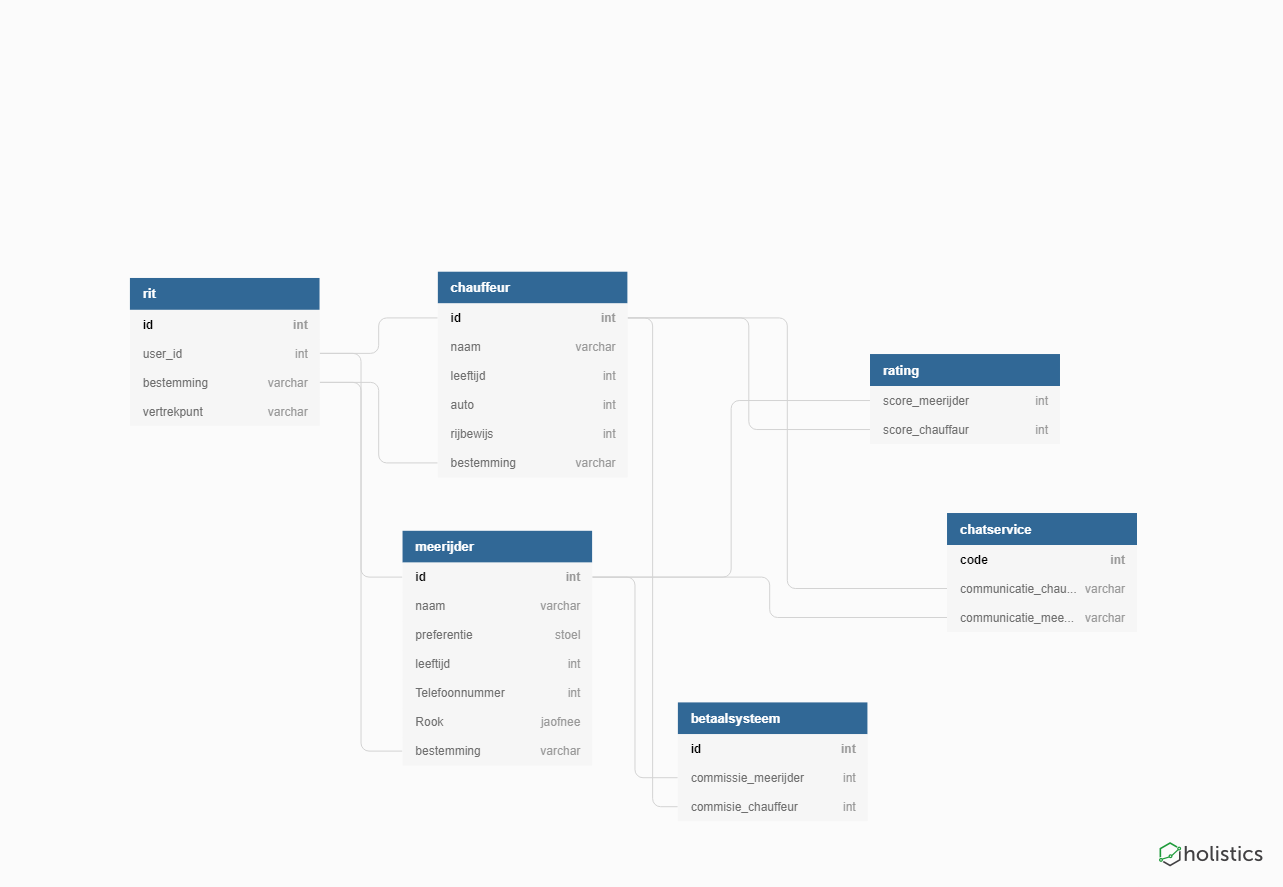 rit
id int
user_id int
bestemming varchar
vertrekpunt varchar
chauffeur
id int
naam varchar
leeftijd int
auto int
rijbewijs int
bestemming varchar
rating
score_meerijder int
score_chauffaur int
meerijder
id int
naam varchar
preferentie stoel
leeftijd int
Telefoonnummer int
Rook jaofnee
bestemming varchar
chatservice
code int
communicatie_chau... varchar
communicatie_mee... varchar
betaalsysteem
id int
commissie_meerijder int
commisie_chauffeur int
holistics